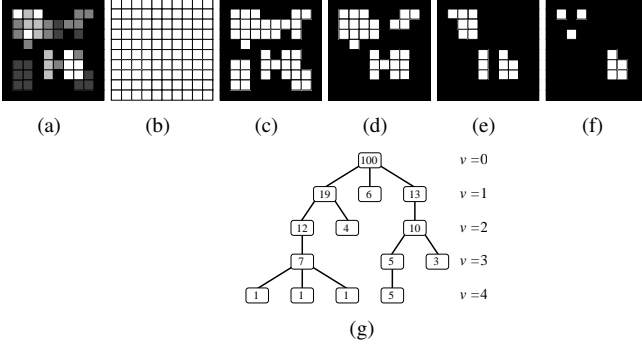 (a) (b) (c) (d) (e) (f)
100 v =0
19 6 13 v =1
12 4 10 v =2
7 5 3 v =3
1 1 1 5 v =4
(g)